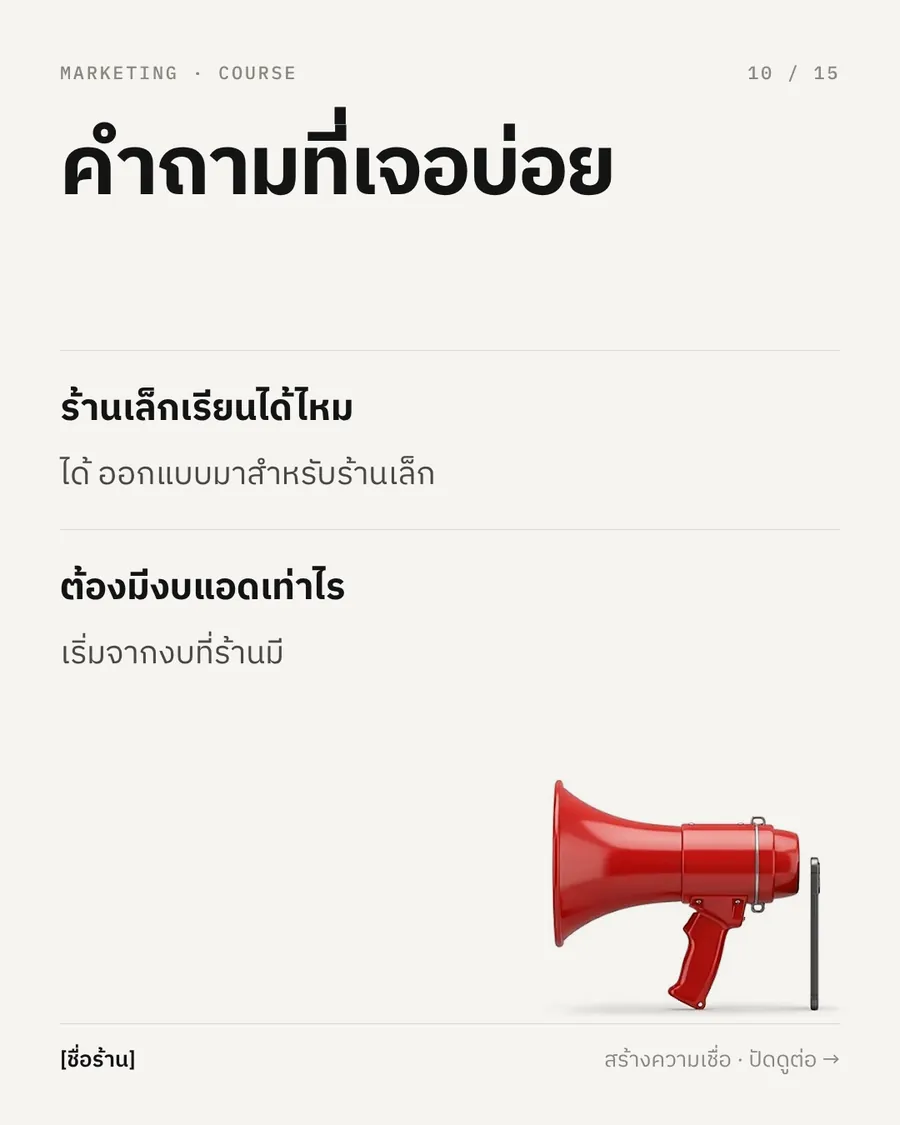 MARKETING · COURSE
10 / 15
คำถามที่เจอบ่อย
ร้านเล็กเรียนได้ไหม
ได้ ออกแบบมาสำหรับร้านเล็ก
ต้องมีงบแอดเท่าไร
เริ่มจากงบที่ร้านมี
[ชื่อร้าน]
สร้างความเชื่อ · ปัดดูต่อ →